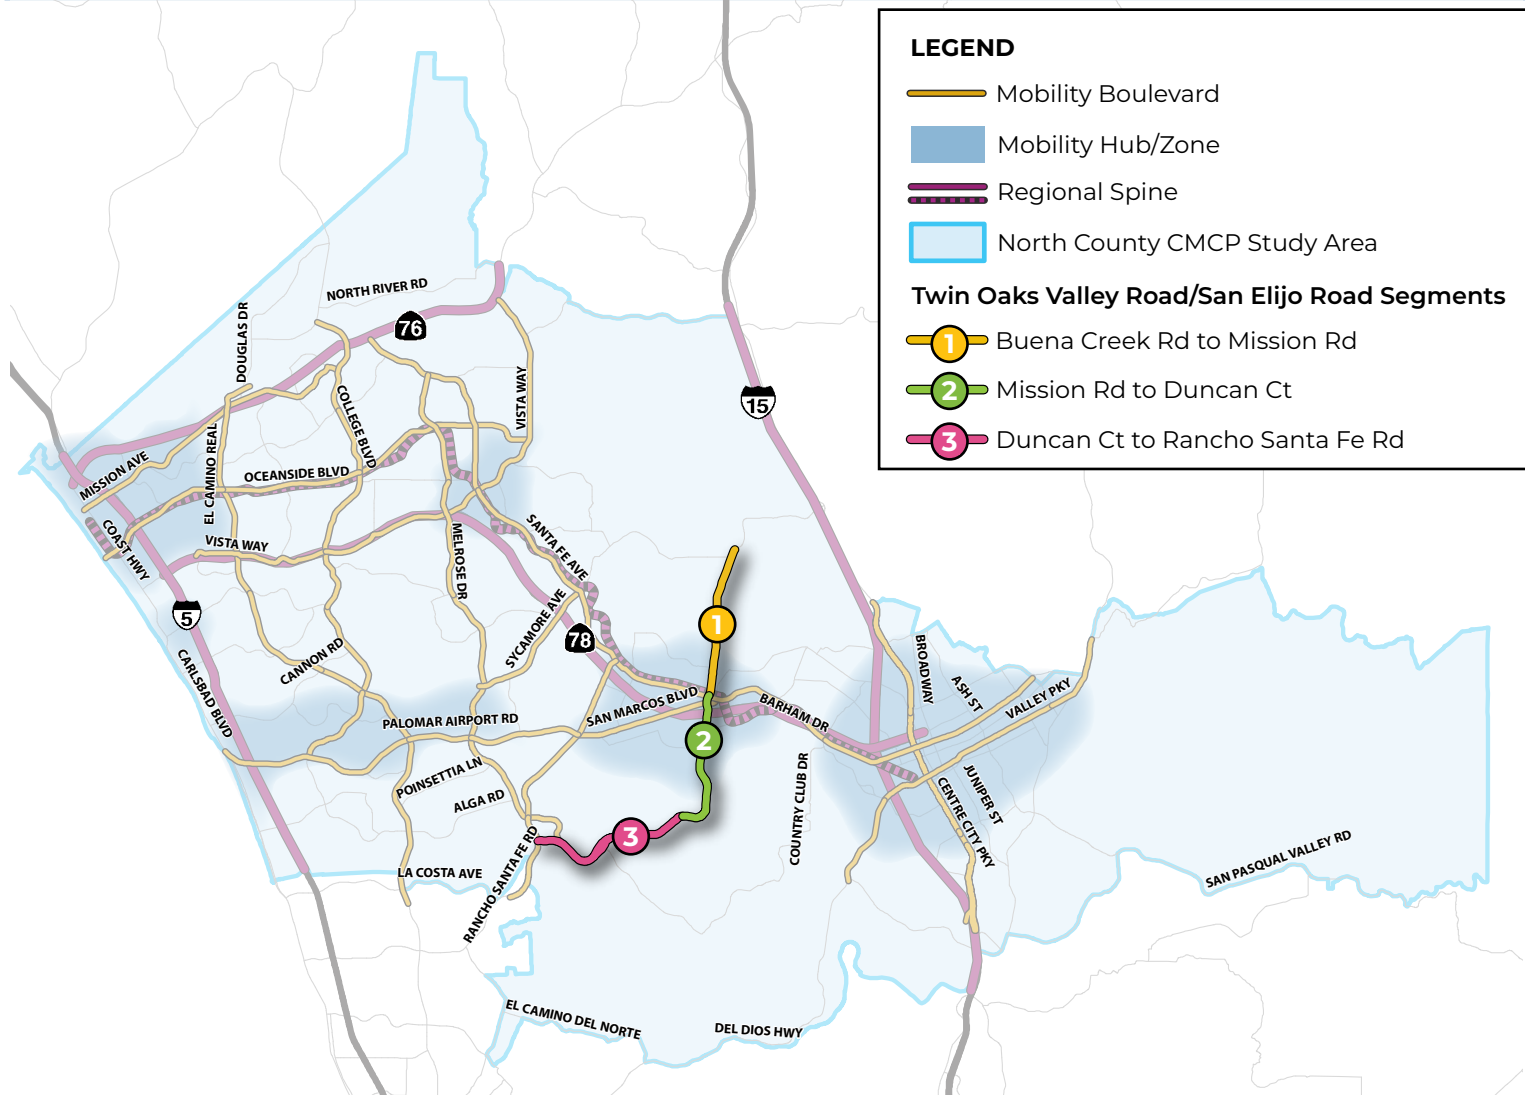 LEGEND
Mobility Boulevard
Mobility Hub/Zone
Regional Spine
North County CMCP Study Area
Twin Oaks Valley Road/San Elijo Road Segments
1 Buena Creek Rd to Mission Rd
2 Mission Rd to Duncan Ct
3 Duncan Ct to Rancho Santa Fe Rd
NORTH RIVER RD
76
DOUGLAS DR
COLLEGE BLVD
VISTA WAY
15
EL CAMINO REAL
MISSION AVE
OCEANSIDE BLVD
COAST HWY
VISTA WAY
MELROSE DR
SANTA FE AVE
SYCAMORE AVE
5
78
1
CANNON RD
CARLSBAD BLVD
PALOMAR AIRPORT RD
SAN MARCOS BLVD
BARHAM DR
BROADWAY
ASH ST
VALLEY PKY
2
POINSETTIA LN
ALGA RD
COUNTRY CLUB DR
JUNIPER ST
CENTRE CITY PKY
3
RANCHO SANTA FE RD
LA COSTA AVE
SAN PASQUAL VALLEY RD
EL CAMINO DEL NORTE
DEL DIOS HWY